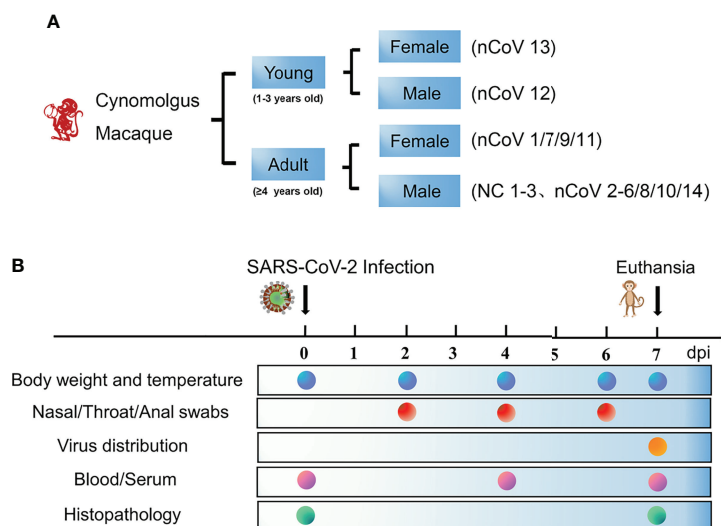 A
Cynomolgus
Macaque
Young
(1-3 years old)
Adult
(≥4 years old)
Female
(nCoV 13)
Male
(nCoV 12)
Female
(nCoV 1/7/9/11)
Male
(NC 1-3、nCoV 2-6/8/10/14)
B
SARS-CoV-2 Infection
Euthansia
0 1 2 3 4 5 6 7 dpi
Body weight and temperature
Nasal/Throat/Anal swabs
Virus distribution
Blood/Serum
Histopathology